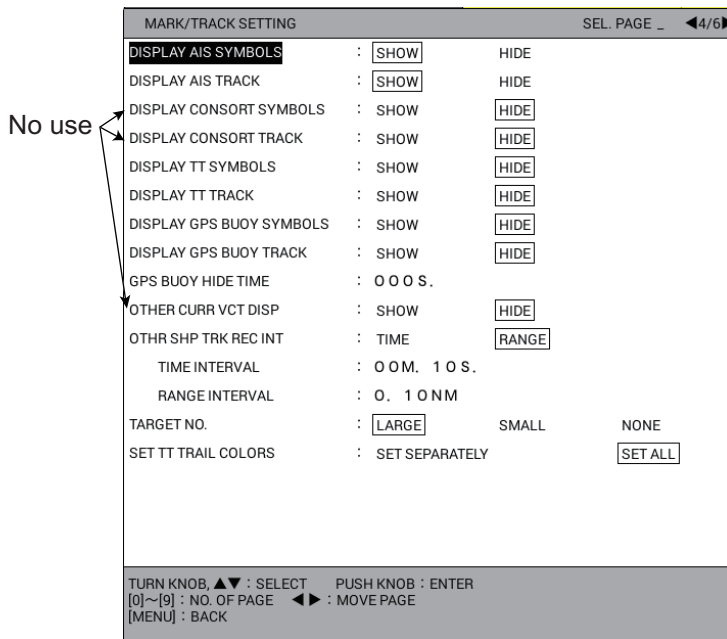 MARK/TRACK SETTING SEL. PAGE _ ◀4/6▶
DISPLAY AIS SYMBOLS : SHOW HIDE
DISPLAY AIS TRACK : SHOW HIDE
No use
DISPLAY CONSORT SYMBOLS : SHOW HIDE
DISPLAY CONSORT TRACK : SHOW HIDE
DISPLAY TT SYMBOLS : SHOW HIDE
DISPLAY TT TRACK : SHOW HIDE
DISPLAY GPS BUOY SYMBOLS : SHOW HIDE
DISPLAY GPS BUOY TRACK : SHOW HIDE
GPS BUOY HIDE TIME : 000S.
OTHER CURR VCT DISP : SHOW HIDE
OTHR SHP TRK REC INT : TIME RANGE
TIME INTERVAL : 00M. 10S.
RANGE INTERVAL : 0. 10NM
TARGET NO. : LARGE SMALL NONE
SET TT TRAIL COLORS : SET SEPARATELY SET ALL
TURN KNOB, ▲▼ : SELECT PUSH KNOB : ENTER
[0]~[9] : NO. OF PAGE ◀ ▶ : MOVE PAGE
[MENU] : BACK